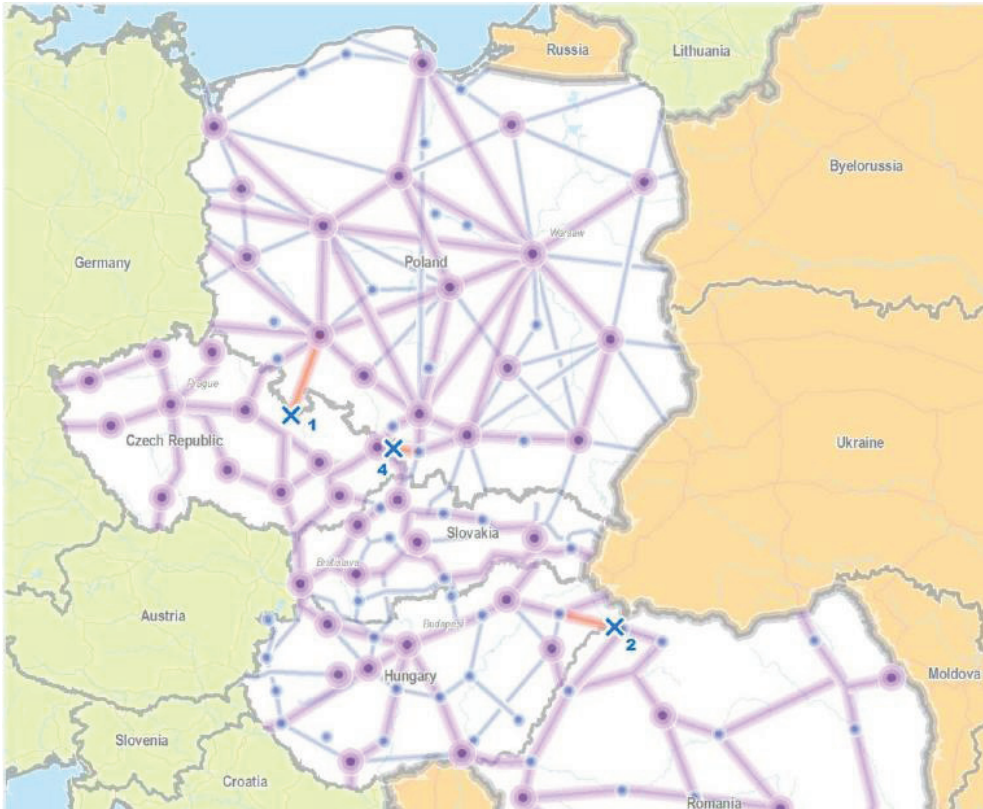 Russia
Lithuania
Byelorussia
Warsaw
Germany
Poland
Prague
1
Czech Republic
4
Ukraine
Slovakia
Bratislava
Austria
Budapest
2
Hungary
Moldova
Slovenia
Croatia
Romania